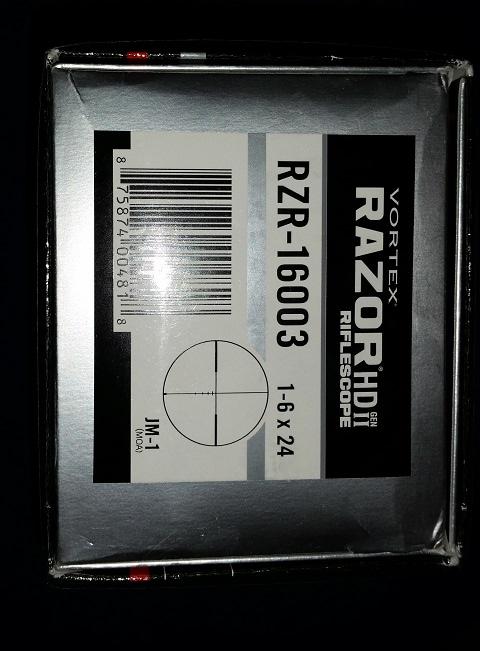 VORTEX®
RAZOR® HD GEN II
RIFLESCOPE
RZR-16003
1-6 x 24
8 75874 00481 8
JM-1
(MOA)